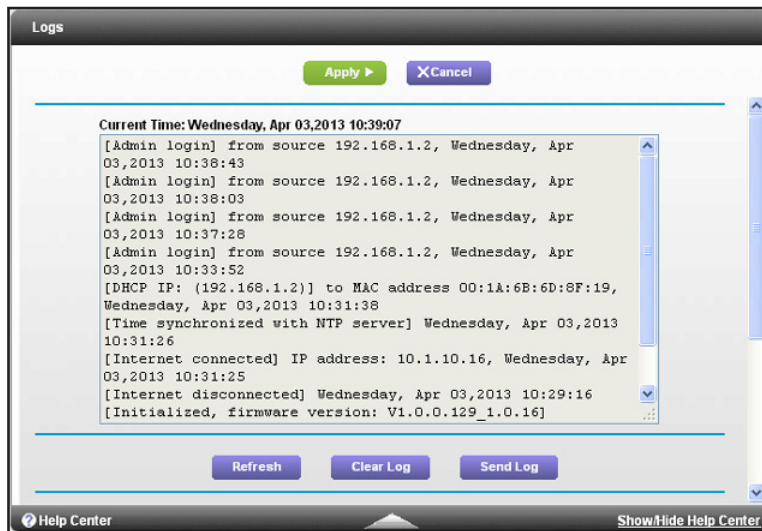 Logs
Apply
Cancel
Current Time: Wednesday, Apr 03,2013 10:39:07
[Admin login] from source 192.168.1.2, Wednesday, Apr
03,2013 10:38:43
[Admin login] from source 192.168.1.2, Wednesday, Apr
03,2013 10:38:03
[Admin login] from source 192.168.1.2, Wednesday, Apr
03,2013 10:37:28
[Admin login] from source 192.168.1.2, Wednesday, Apr
03,2013 10:33:52
[DHCP IP: (192.168.1.2)] to MAC address 00:1A:6B:6D:8F:19,
Wednesday, Apr 03,2013 10:31:38
[Time synchronized with NTP server] Wednesday, Apr 03,2013
10:31:26
[Internet connected] IP address: 10.1.10.16, Wednesday, Apr
03,2013 10:31:25
[Internet disconnected] Wednesday, Apr 03,2013 10:29:16
[Initialized, firmware version: V1.0.0.129_1.0.16]
Refresh
Clear Log
Send Log
Help Center
Show/Hide Help Center